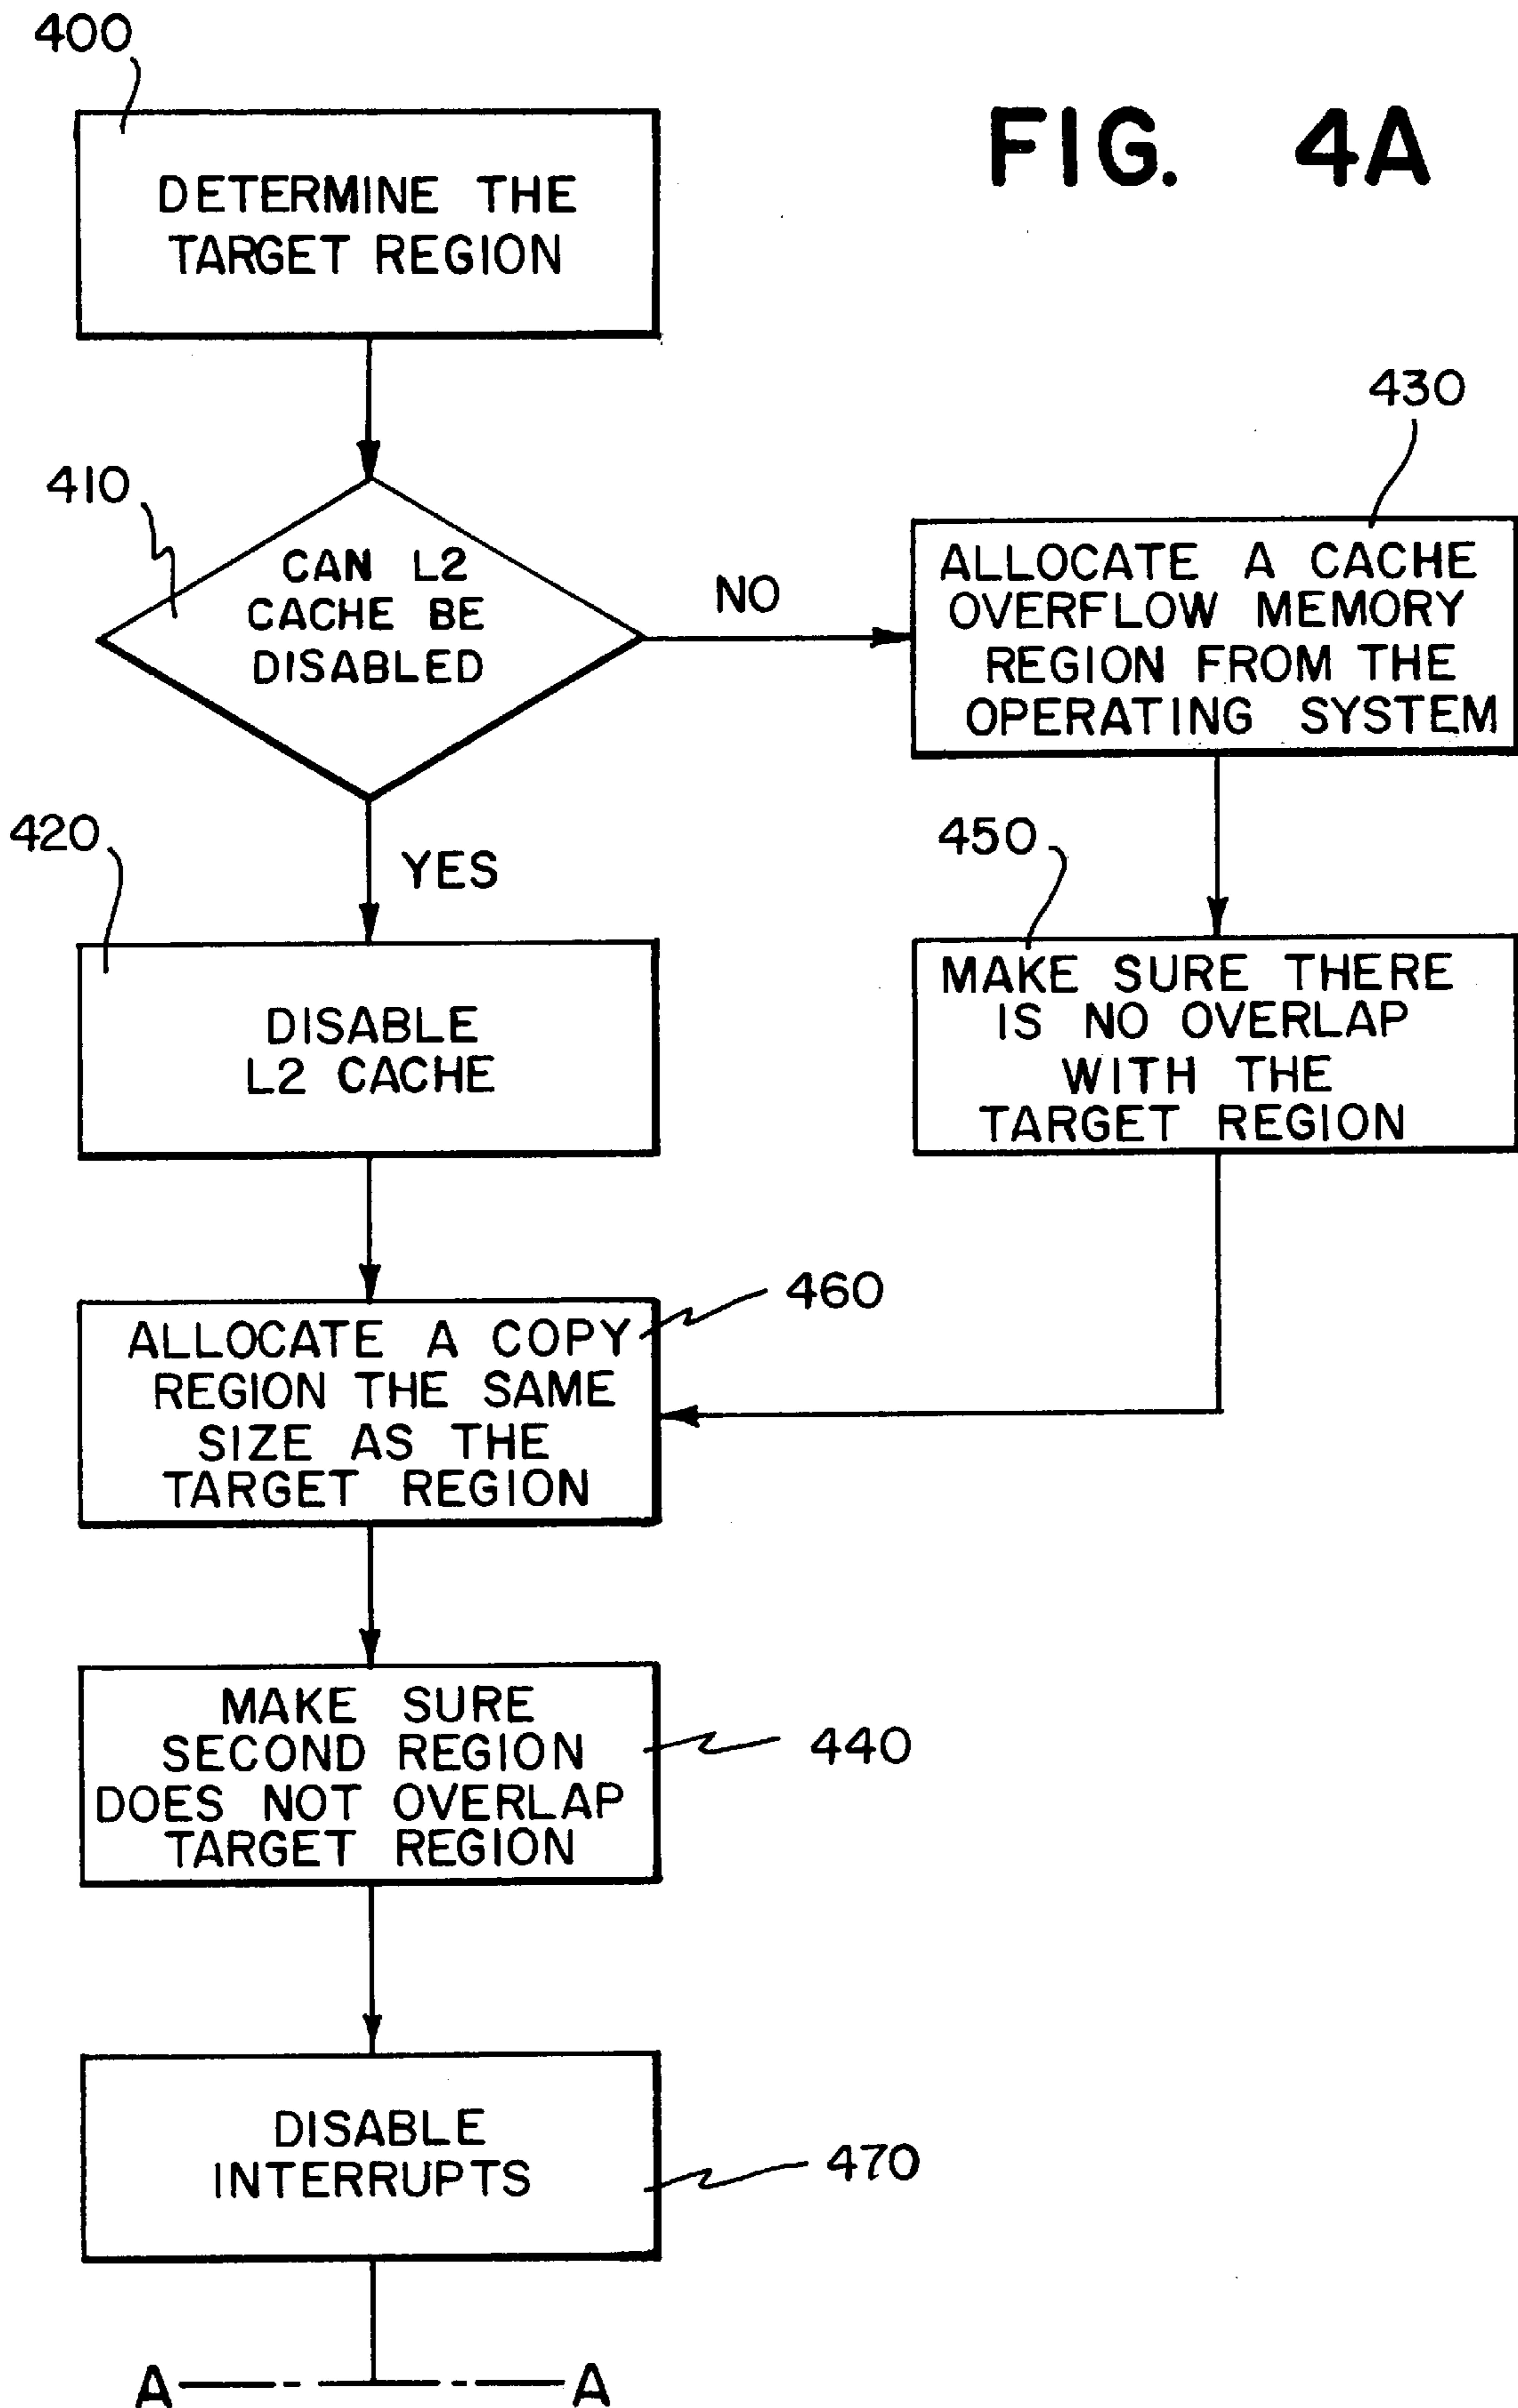 400
FIG. 4A
DETERMINE THE
TARGET REGION
410
CAN L2
CACHE BE
DISABLED
NO
430
ALLOCATE A CACHE
OVERFLOW MEMORY
REGION FROM THE
OPERATING SYSTEM
YES
420
DISABLE
L2 CACHE
450
MAKE SURE THERE
IS NO OVERLAP
WITH THE
TARGET REGION
460
ALLOCATE A COPY
REGION THE SAME
SIZE AS THE
TARGET REGION
MAKE SURE
SECOND REGION
DOES NOT OVERLAP
TARGET REGION
440
DISABLE
INTERRUPTS
470
A A